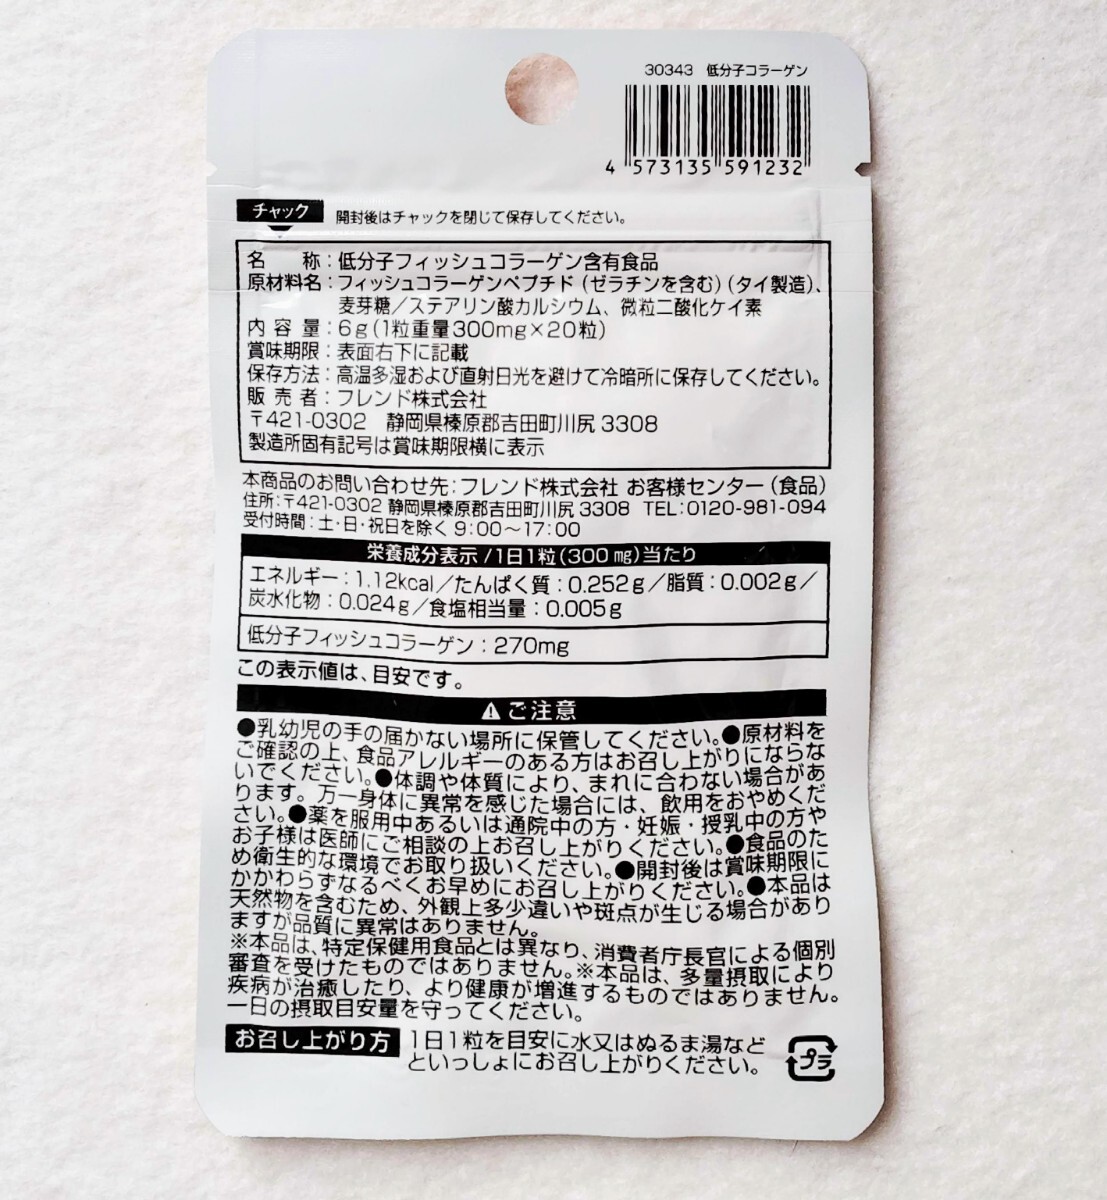 30343 低分子コラーゲン
4 573135 591232
チャック 開封後はチャックを閉じて保存してください。
名称：低分子フィッシュコラーゲン含有食品
原材料名：フィッシュコラーゲンペプチド（ゼラチンを含む）（タイ製造）、
麦芽糖／ステアリン酸カルシウム、微粒二酸化ケイ素
内容量：6g（1粒重量300mg×20粒）
賞味期限：表面右下に記載
保存方法：高温多湿および直射日光を避けて冷暗所に保存してください。
販売者：フレンド株式会社
〒421-0302 静岡県榛原郡吉田町川尻3308
製造所固有記号は賞味期限横に表示
本商品のお問い合わせ先：フレンド株式会社 お客様センター（食品）
住所：〒421-0302 静岡県榛原郡吉田町川尻3308 TEL：0120-981-094
受付時間：土・日・祝日を除く 9：00～17：00
栄養成分表示/1日1粒（300mg）当たり
エネルギー：1.12kcal／たんぱく質：0.252g／脂質：0.002g／
炭水化物：0.024g／食塩相当量：0.005g
低分子フィッシュコラーゲン：270mg
この表示値は、目安です。
⚠ご注意
●乳幼児の手の届かない場所に保管してください。●原材料を
ご確認の上、食品アレルギーのある方はお召し上がりにならな
いでください。●体調や体質により、まれに合わない場合があ
ります。万一身体に異常を感じた場合には、飲用をおやめくだ
さい。●薬を服用中あるいは通院中の方・妊娠・授乳中の方や
お子様は医師にご相談の上お召し上がりください。●食品のた
め衛生的な環境でお取り扱いください。●開封後は賞味期限に
かかわらずなるべくお早めにお召し上がりください。●本品は
天然物を含むため、外観上多少違いや斑点が生じる場合があり
ますが品質に異常はありません。
※本品は、特定保健用食品とは異なり、消費者庁長官による個別
審査を受けたものではありません。※本品は、多量摂取により
疾病が治癒したり、より健康が増進するものではありません。
一日の摂取目安量を守ってください。
お召し上がり方 1日1粒を目安に水又はぬるま湯など
といっしょにお召し上がりください。
プラ